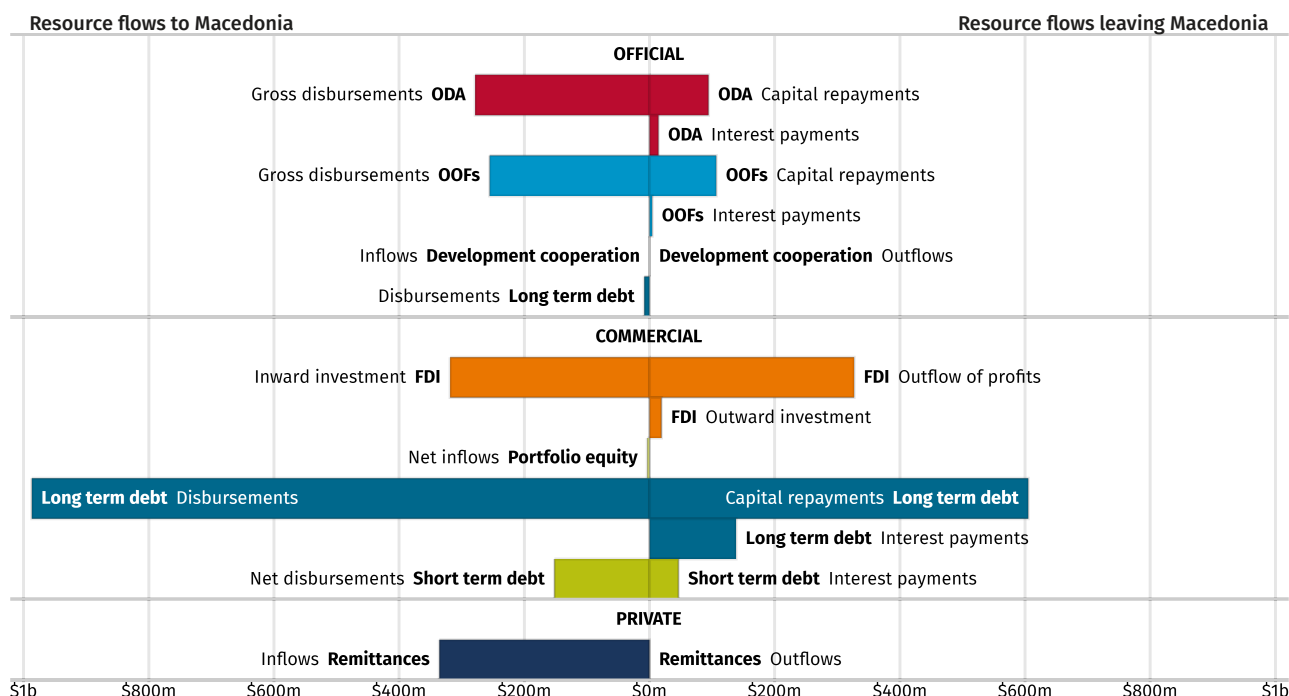 Resource flows to Macedonia Resource flows leaving Macedonia
OFFICIAL
Gross disbursements ODA ODA Capital repayments
ODA Interest payments
Gross disbursements OOFs OOFs Capital repayments
OOFs Interest payments
Inflows Development cooperation Development cooperation Outflows
Disbursements Long term debt
COMMERCIAL
Inward investment FDI FDI Outflow of profits
FDI Outward investment
Net inflows Portfolio equity
Long term debt Disbursements Capital repayments Long term debt
Long term debt Interest payments
Net disbursements Short term debt Short term debt Interest payments
PRIVATE
Inflows Remittances Remittances Outflows
$1b $800m $600m $400m $200m $0m $200m $400m $600m $800m $1b